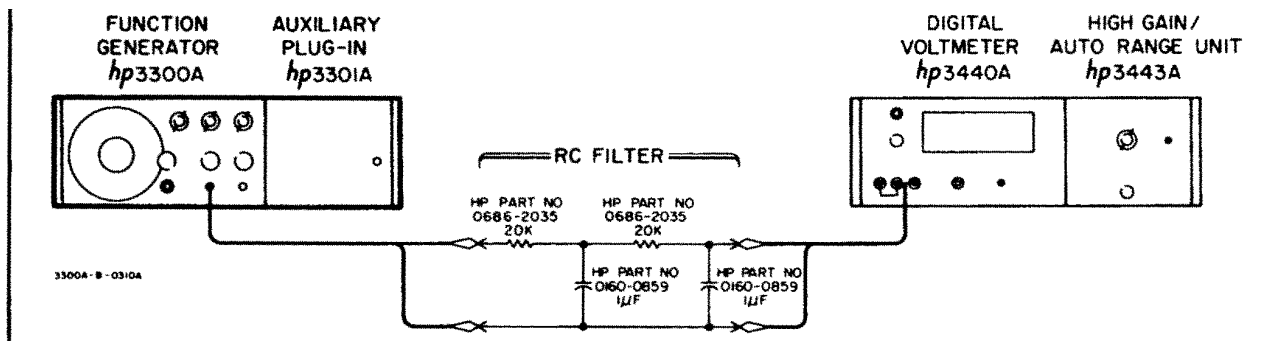 FUNCTION
GENERATOR
hp3300A
AUXILIARY
PLUG-IN
hp3301A
DIGITAL
VOLTMETER
hp3440A
HIGH GAIN/
AUTO RANGE UNIT
hp3443A
RC FILTER
HP PART NO
0686-2035
20K
HP PART NO
0686-2035
20K
HP PART NO
0160-0859
1µF
HP PART NO
0160-0859
1µF
3300A-B-0310A